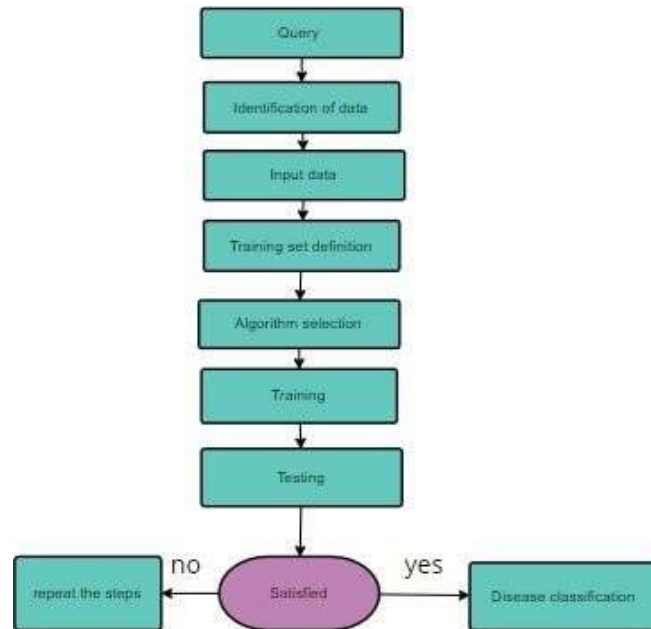 Query
Identification of data
Input data
Training set definition
Algorithm selection
Training
Testing
no
yes
repeat the steps
Satisfied
Disease classification